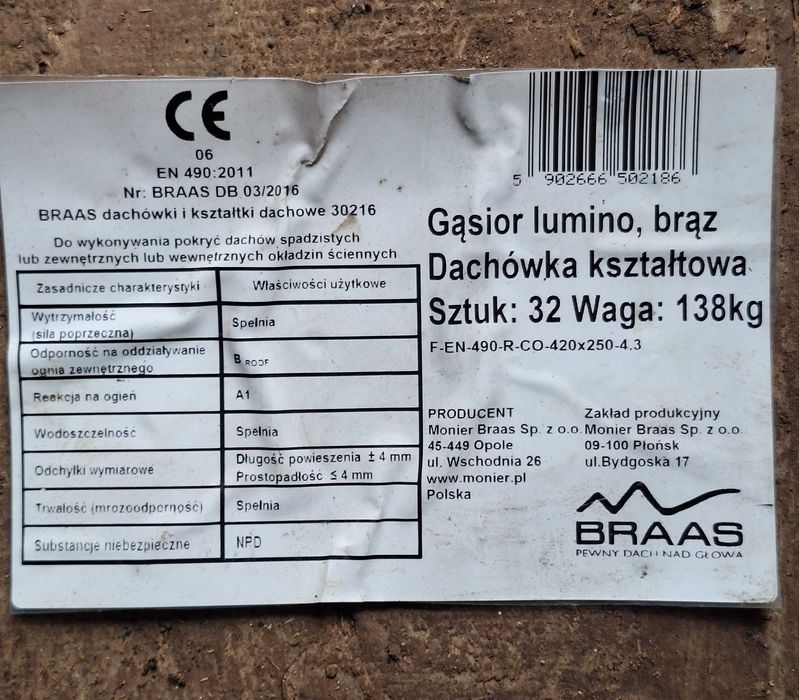 CE
06
EN 490:2011
Nr: BRAAS DB 03/2016
BRAAS dachówki i kształtki dachowe 30216
Do wykonywania pokryć dachów spadzistych
lub zewnętrznych lub wewnętrznych okładzin ściennych
Zasadnicze charakterystyki Właściwości użytkowe
Wytrzymałość
(siła poprzeczna) Spełnia
Odporność na oddziaływanie
ognia zewnętrznego B ROOF
Reakcja na ogień A1
Wodoszczelność Spełnia
Odchyłki wymiarowe Długość powieszenia ± 4 mm
Prostopadłość ≤ 4 mm
Trwałość (mrozoodporność) Spełnia
Substancje niebezpieczne NPD
5 902666 502186
Gąsior lumino, brąz
Dachówka kształtowa
Sztuk: 32 Waga: 138kg
F-EN-490-R-CO-420x250-4.3
PRODUCENT
Monier Braas Sp. z o.o.
45-449 Opole
ul. Wschodnia 26
www.monier.pl
Polska
Zakład produkcyjny
Monier Braas Sp. z o.o.
09-100 Płońsk
ul.Bydgoska 17
BRAAS
PEWNY DACH NAD GŁOWĄ